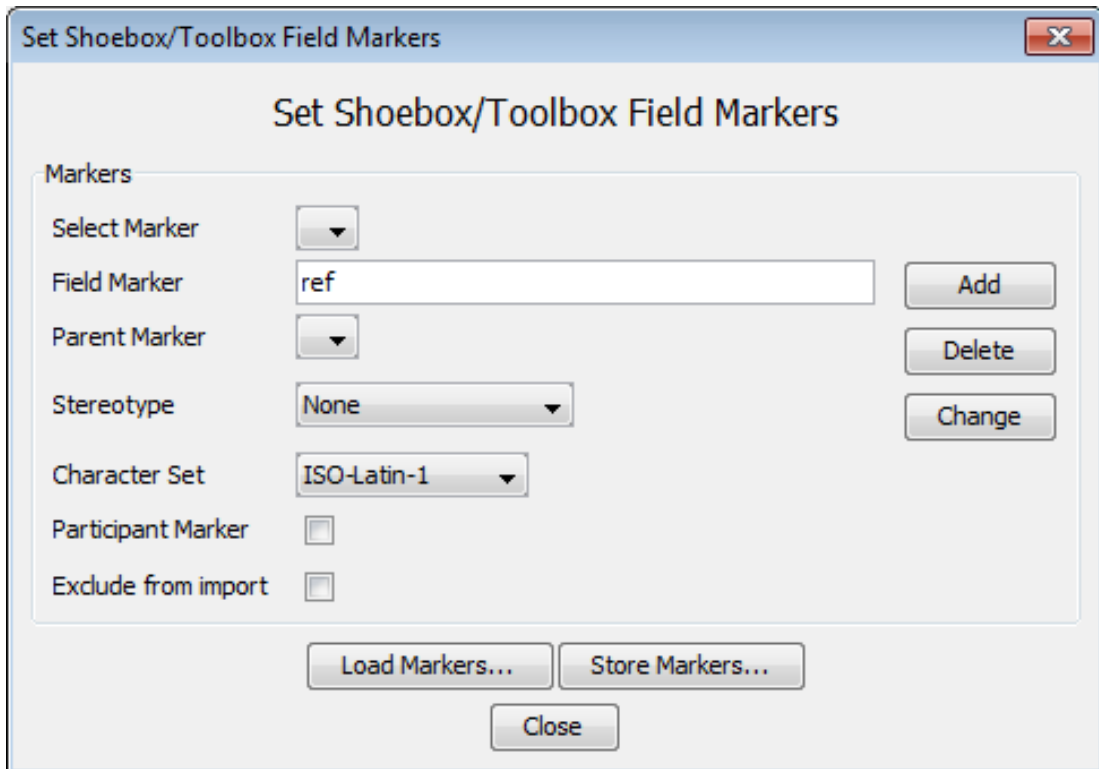 Set Shoebox/Toolbox Field Markers
Set Shoebox/Toolbox Field Markers
Markers
Select Marker
Field Marker ref Add
Parent Marker Delete
Stereotype None Change
Character Set ISO-Latin-1
Participant Marker
Exclude from import
Load Markers... Store Markers...
Close